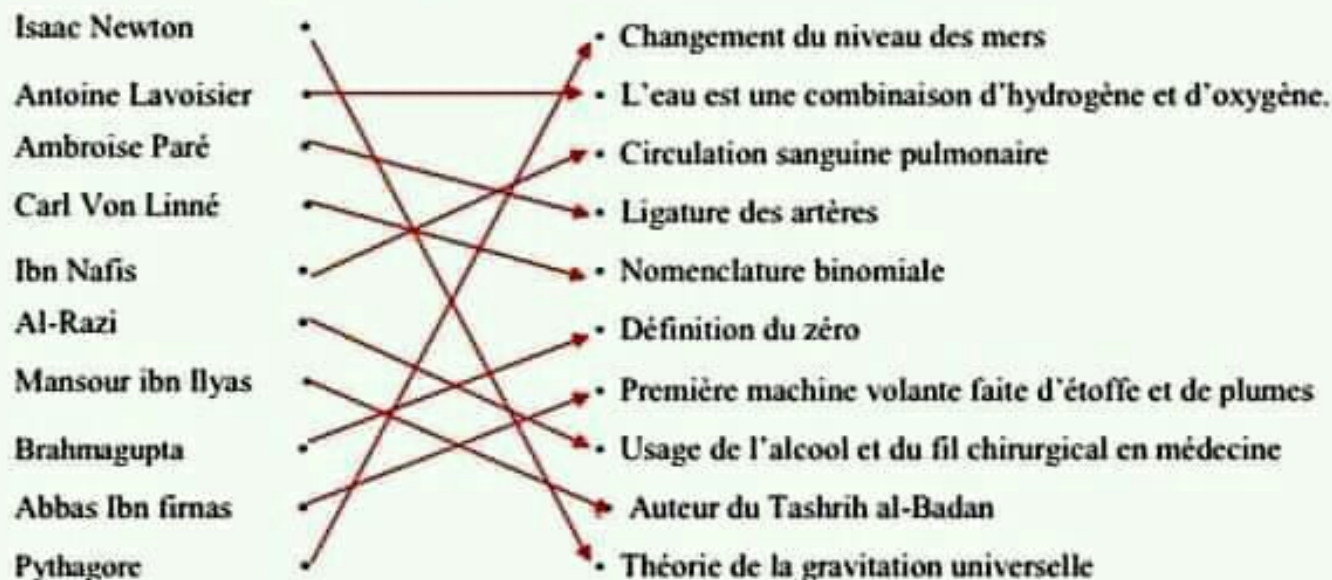 Isaac Newton
Changement du niveau des mers
Antoine Lavoisier
L'eau est une combinaison d'hydrogène et d'oxygène.
Ambroise Paré
Circulation sanguine pulmonaire
Carl Von Linné
Ligature des artères
Ibn Nafis
Nomenclature binomiale
Al-Razi
Définition du zéro
Mansour ibn Ilyas
Première machine volante faite d'étoffe et de plumes
Brahmagupta
Usage de l'alcool et du fil chirurgical en médecine
Abbas Ibn firnas
Auteur du Tashrih al-Badan
Pythagore
Théorie de la gravitation universelle